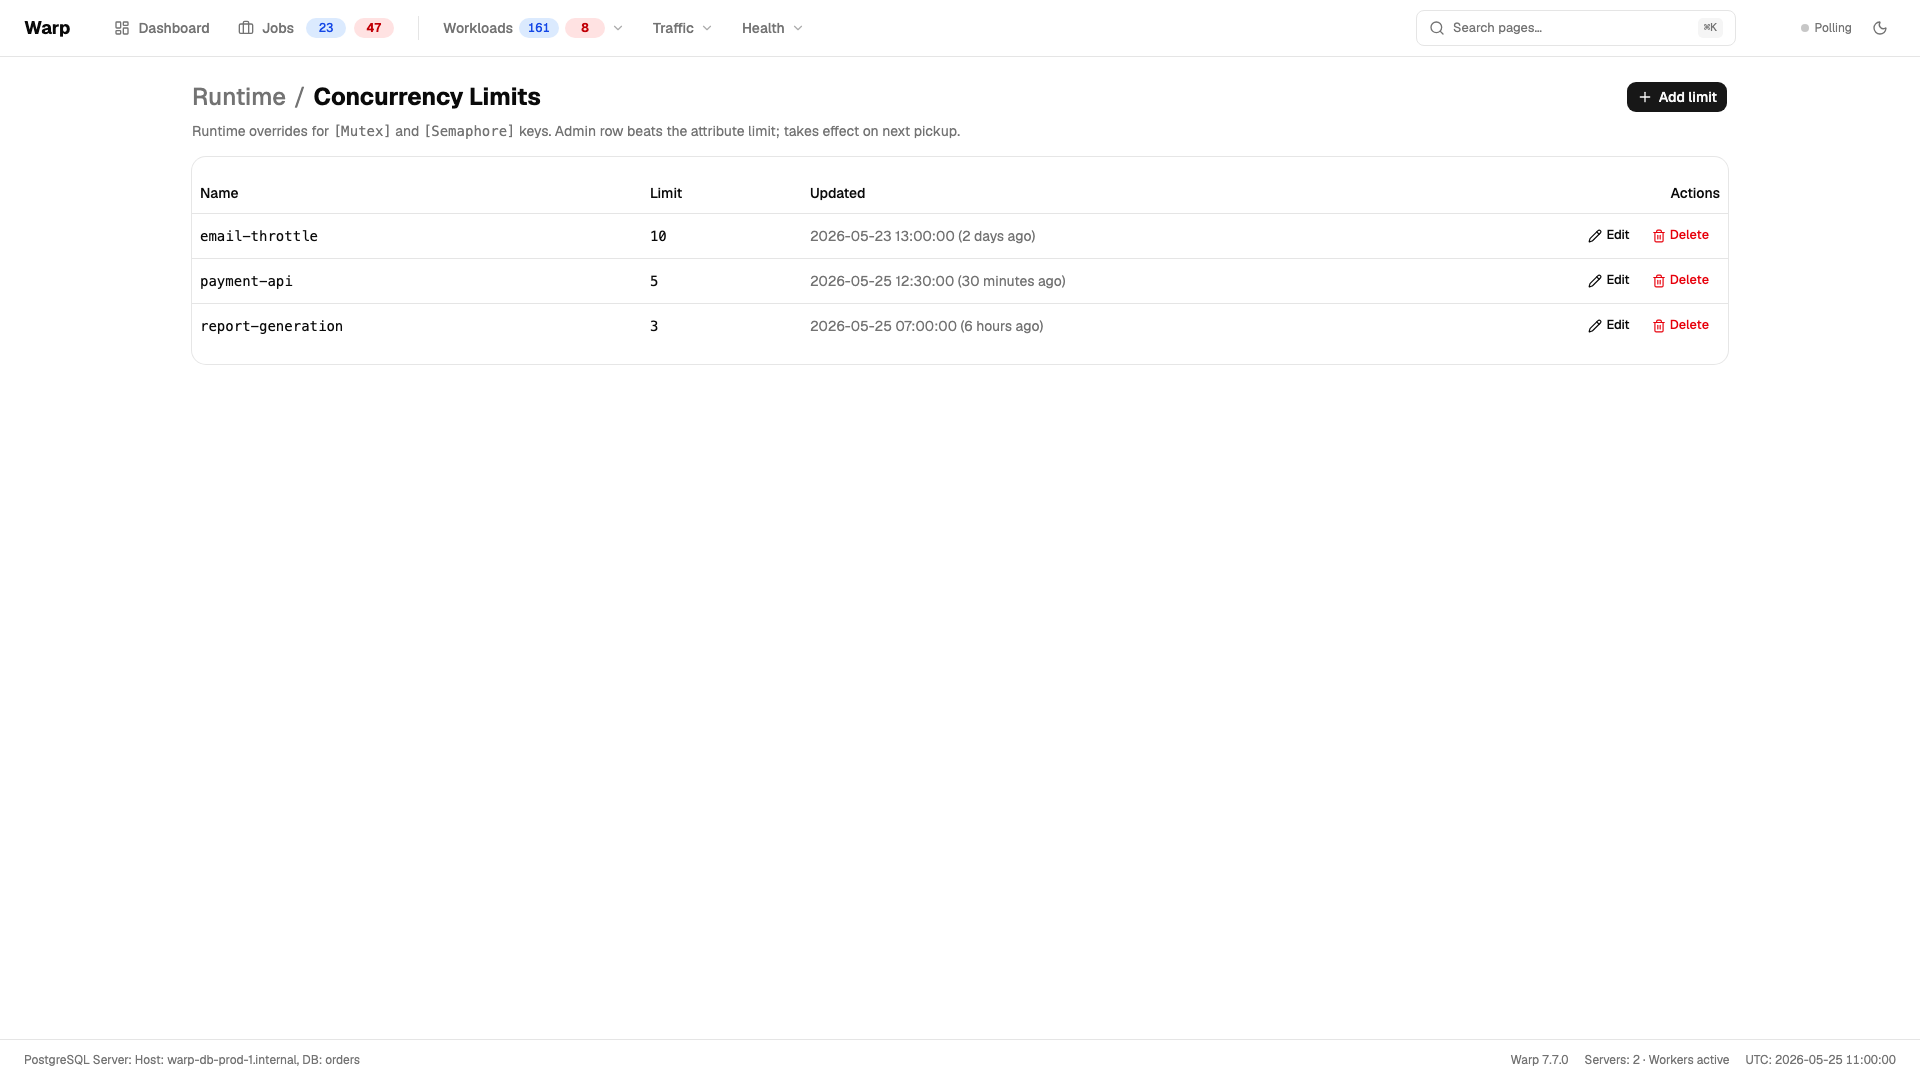 Warp Dashboard Jobs 23 47 Workloads 161 8 Traffic Health Search pages... ⌘K Polling
Runtime / Concurrency Limits Add limit
Runtime overrides for [Mutex] and [Semaphore] keys. Admin row beats the attribute limit; takes effect on next pickup.
Name Limit Updated Actions
email-throttle 10 2026-05-23 13:00:00 (2 days ago) Edit Delete
payment-api 5 2026-05-25 12:30:00 (30 minutes ago) Edit Delete
report-generation 3 2026-05-25 07:00:00 (6 hours ago) Edit Delete
PostgreSQL Server: Host: warp-db-prod-1.internal, DB: orders Warp 7.7.0 Servers: 2 · Workers active UTC: 2026-05-25 11:00:00